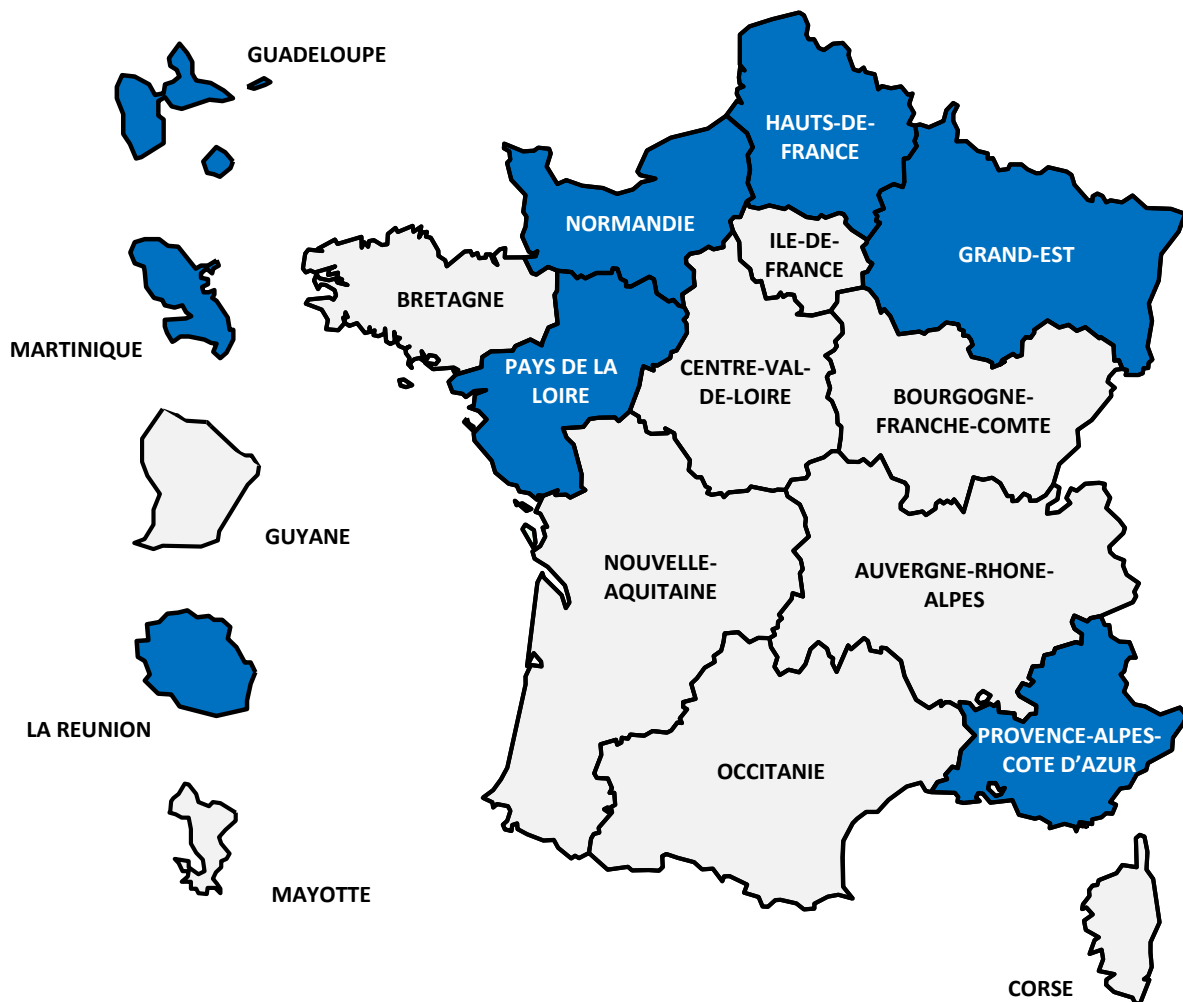 GUADELOUPE
HAUTS-DE-
FRANCE
NORMANDIE
ILE-DE-
FRANCE
GRAND-EST
BRETAGNE
MARTINIQUE
PAYS DE LA
LOIRE
CENTRE-VAL-
DE-LOIRE
BOURGOGNE-
FRANCHE-COMTE
GUYANE
NOUVELLE-
AQUITAINE
AUVERGNE-RHONE-
ALPES
LA REUNION
PROVENCE-ALPES-
COTE D’AZUR
OCCITANIE
MAYOTTE
CORSE